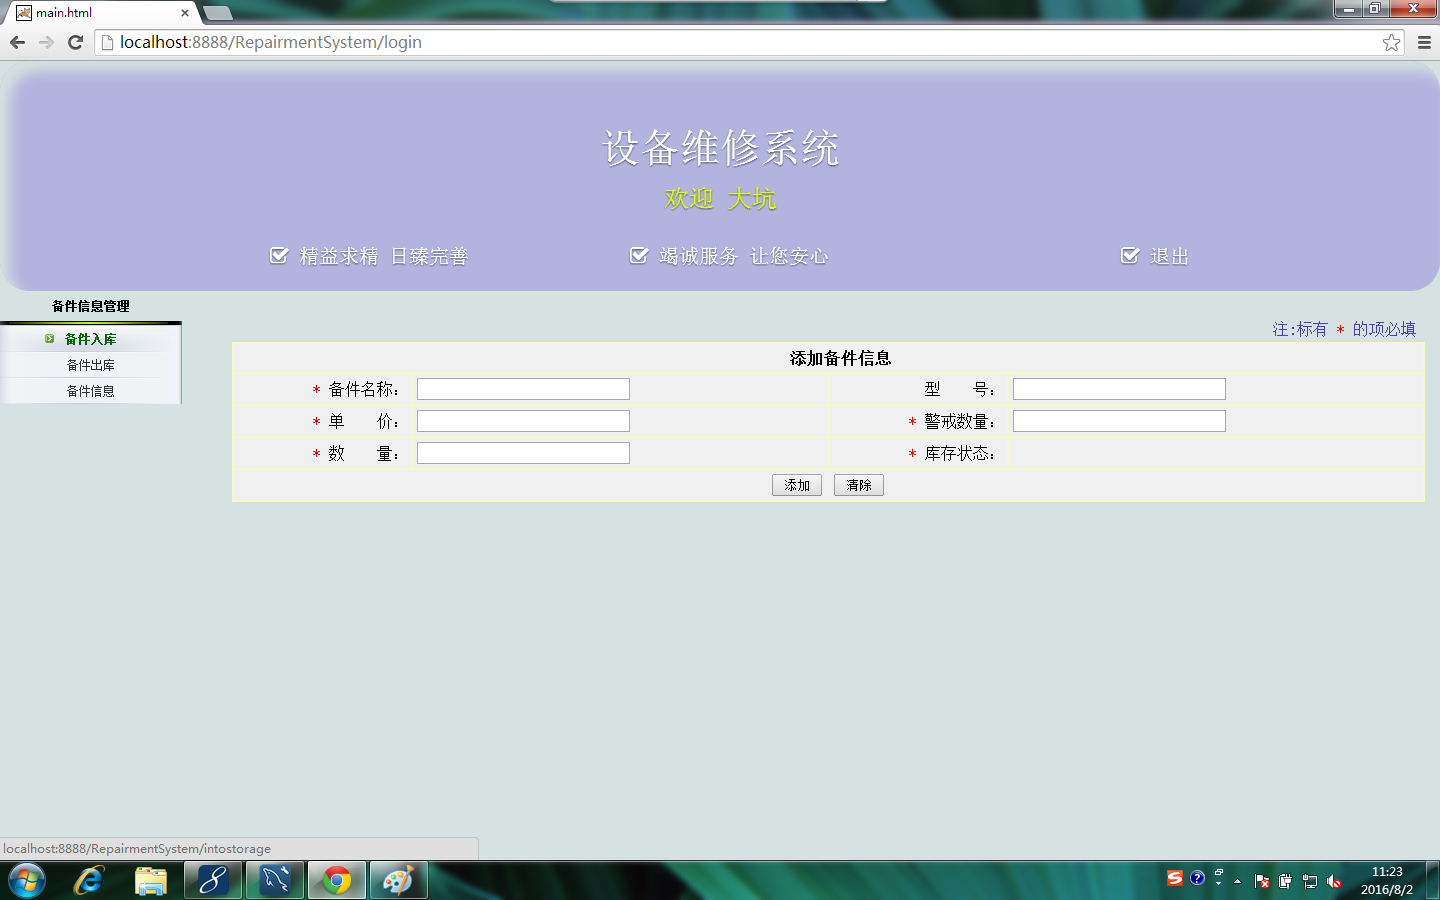 main.html
localhost:8888/RepairmentSystem/login
设备维修系统
欢迎 大坑
精益求精 日臻完善
竭诚服务 让您安心
退出
备件信息管理
备件入库
备件出库
备件信息
注:标有 * 的项必填
添加备件信息
* 备件名称：
型 号：
* 单 价：
* 警戒数量：
* 数 量：
* 库存状态：
添加 清除
localhost:8888/RepairmentSystem/intostorage
11:23
2016/8/2